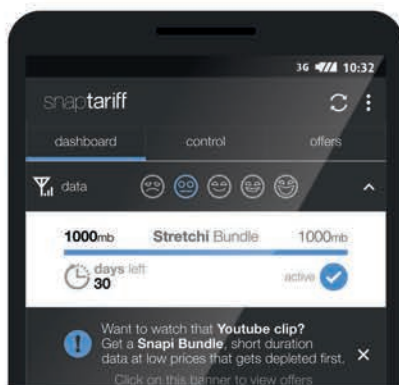 3G 10:32
snaptariff
dashboard control offers
data
1000mb Stretchi Bundle 1000mb
days left
30
active
Want to watch that Youtube clip?
Get a Snapi Bundle, short duration
data at low prices that gets depleted first.
Click on this banner to view offers